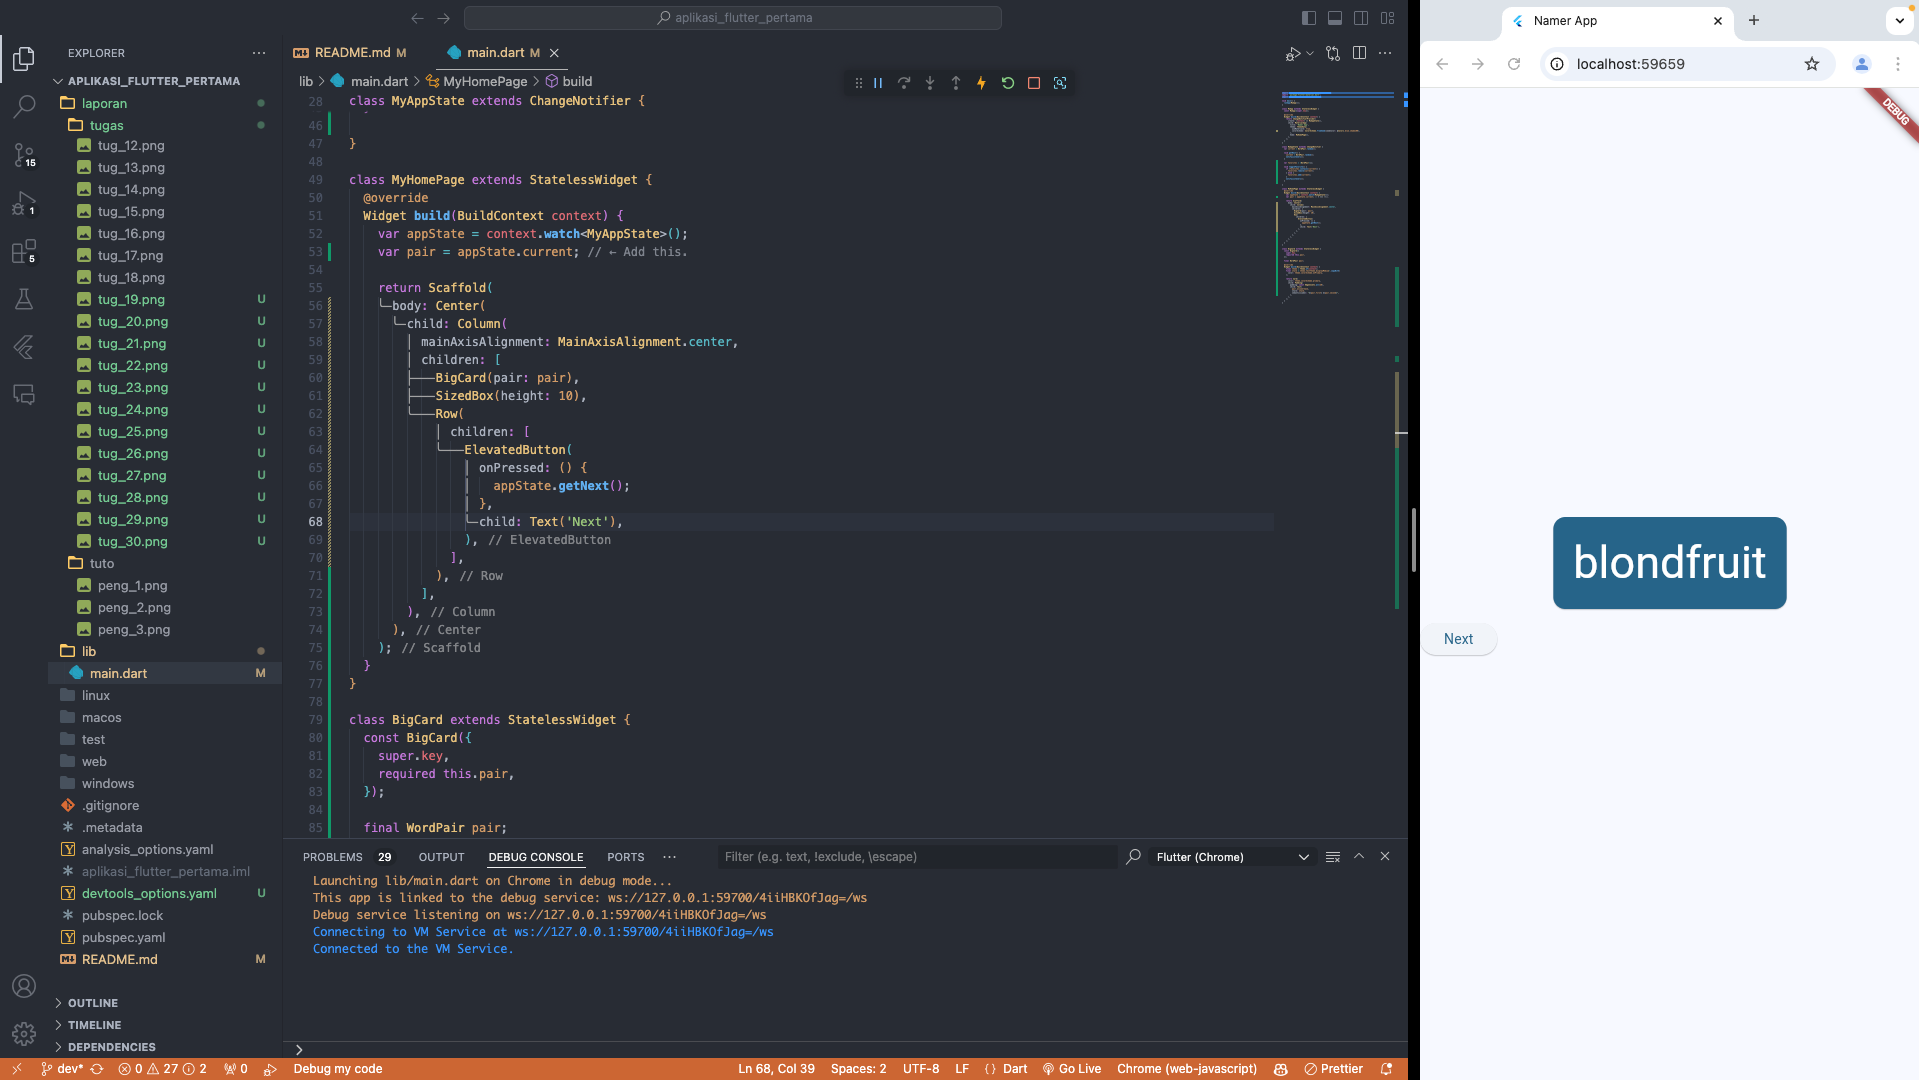 aplikasi_flutter_pertama
EXPLORER
APLIKASI_FLUTTER_PERTAMA
laporan
tugas
tug_12.png
tug_13.png
tug_14.png
tug_15.png
tug_16.png
tug_17.png
tug_18.png
tug_19.png U
tug_20.png U
tug_21.png U
tug_22.png U
tug_23.png U
tug_24.png U
tug_25.png U
tug_26.png U
tug_27.png U
tug_28.png U
tug_29.png U
tug_30.png U
tuto
peng_1.png
peng_2.png
peng_3.png
lib
main.dart M
linux
macos
test
web
windows
.gitignore
.metadata
analysis_options.yaml
aplikasi_flutter_pertama.iml
devtools_options.yaml U
pubspec.lock
pubspec.yaml
README.md M
OUTLINE
TIMELINE
DEPENDENCIES
15
1
5
README.md M
main.dart M
lib > main.dart > MyHomePage > build
28 class MyAppState extends ChangeNotifier {
46
47 }
48
49 class MyHomePage extends StatelessWidget {
50 @override
51 Widget build(BuildContext context) {
52 var appState = context.watch<MyAppState>();
53 var pair = appState.current; // ← Add this.
54
55 return Scaffold(
56 body: Center(
57 child: Column(
58 mainAxisAlignment: MainAxisAlignment.center,
59 children: [
60 BigCard(pair: pair),
61 SizedBox(height: 10),
62 Row(
63 children: [
64 ElevatedButton(
65 onPressed: () {
66 appState.getNext();
67 },
68 child: Text('Next'),
69 ), // ElevatedButton
70 ],
71 ), // Row
72 ],
73 ), // Column
74 ), // Center
75 ); // Scaffold
76 }
77 }
78
79 class BigCard extends StatelessWidget {
80 const BigCard({
81 super.key,
82 required this.pair,
83 });
84
85 final WordPair pair;
PROBLEMS 29 OUTPUT DEBUG CONSOLE PORTS
Filter (e.g. text, !exclude, \escape)
Flutter (Chrome)
Launching lib/main.dart on Chrome in debug mode...
This app is linked to the debug service: ws://127.0.0.1:59700/4iiHBKOfJag=/ws
Debug service listening on ws://127.0.0.1:59700/4iiHBKOfJag=/ws
Connecting to VM Service at ws://127.0.0.1:59700/4iiHBKOfJag=/ws
Connected to the VM Service.
dev* 0 27 2 0 Debug my code
Ln 68, Col 39 Spaces: 2 UTF-8 LF {} Dart Go Live Chrome (web-javascript) Prettier
Namer App
localhost:59659
DEBUG
blondfruit
Next